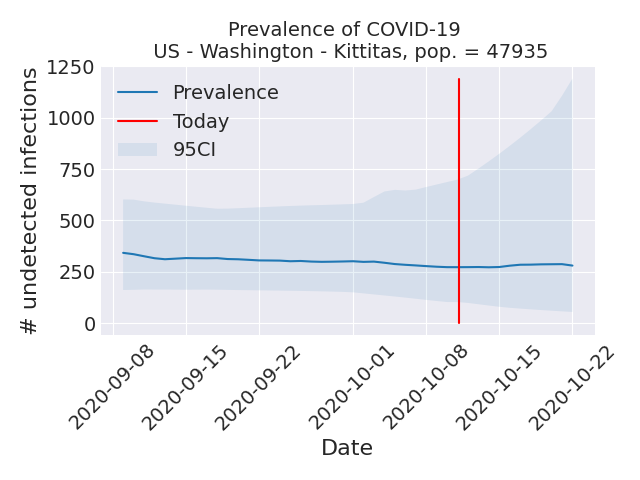 Prevalence of COVID-19
US - Washington - Kittitas, pop. = 47935
# undetected infections
1250
1000
750
500
250
0
Prevalence
Today
95CI
2020-09-08
2020-09-15
2020-09-22
2020-10-01
2020-10-08
2020-10-15
2020-10-22
Date